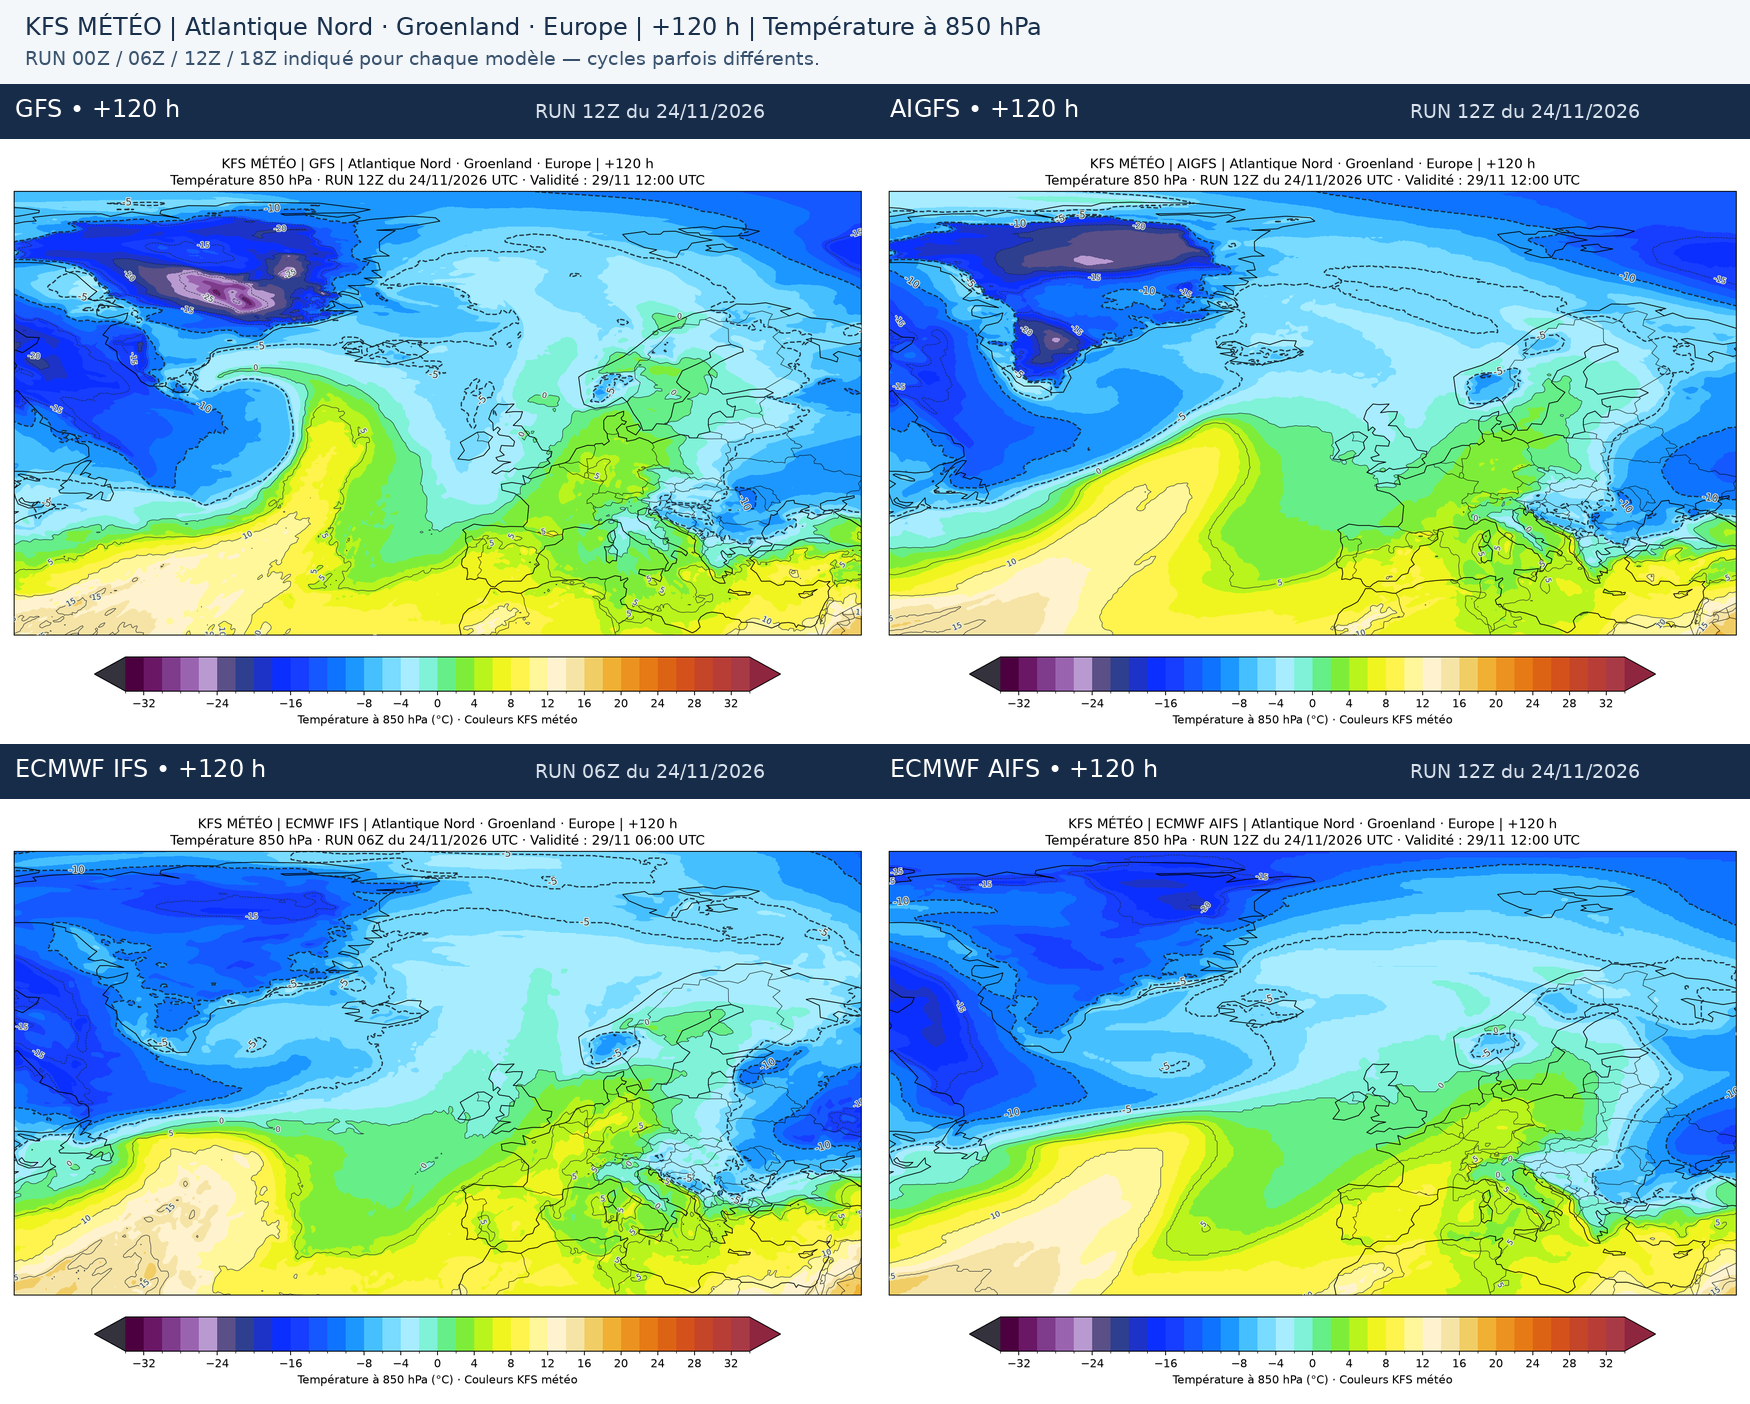 KFS MÉTÉO | Atlantique Nord · Groenland · Europe | +120 h | Température à 850 hPa
RUN 00Z / 06Z / 12Z / 18Z indiqué pour chaque modèle — cycles parfois différents.
GFS • +120 h
RUN 12Z du 24/11/2026
AIGFS • +120 h
RUN 12Z du 24/11/2026
KFS MÉTÉO | GFS | Atlantique Nord · Groenland · Europe | +120 h
Température 850 hPa · RUN 12Z du 24/11/2026 UTC · Validité : 29/11 12:00 UTC
KFS MÉTÉO | AIGFS | Atlantique Nord · Groenland · Europe | +120 h
Température 850 hPa · RUN 12Z du 24/11/2026 UTC · Validité : 29/11 12:00 UTC
−32 −24 −16 −8 −4 0 4 8 12 16 20 24 28 32
Température à 850 hPa (°C) · Couleurs KFS météo
−32 −24 −16 −8 −4 0 4 8 12 16 20 24 28 32
Température à 850 hPa (°C) · Couleurs KFS météo
ECMWF IFS • +120 h
RUN 06Z du 24/11/2026
ECMWF AIFS • +120 h
RUN 12Z du 24/11/2026
KFS MÉTÉO | ECMWF IFS | Atlantique Nord · Groenland · Europe | +120 h
Température 850 hPa · RUN 06Z du 24/11/2026 UTC · Validité : 29/11 06:00 UTC
KFS MÉTÉO | ECMWF AIFS | Atlantique Nord · Groenland · Europe | +120 h
Température 850 hPa · RUN 12Z du 24/11/2026 UTC · Validité : 29/11 12:00 UTC
−32 −24 −16 −8 −4 0 4 8 12 16 20 24 28 32
Température à 850 hPa (°C) · Couleurs KFS météo
−32 −24 −16 −8 −4 0 4 8 12 16 20 24 28 32
Température à 850 hPa (°C) · Couleurs KFS météo